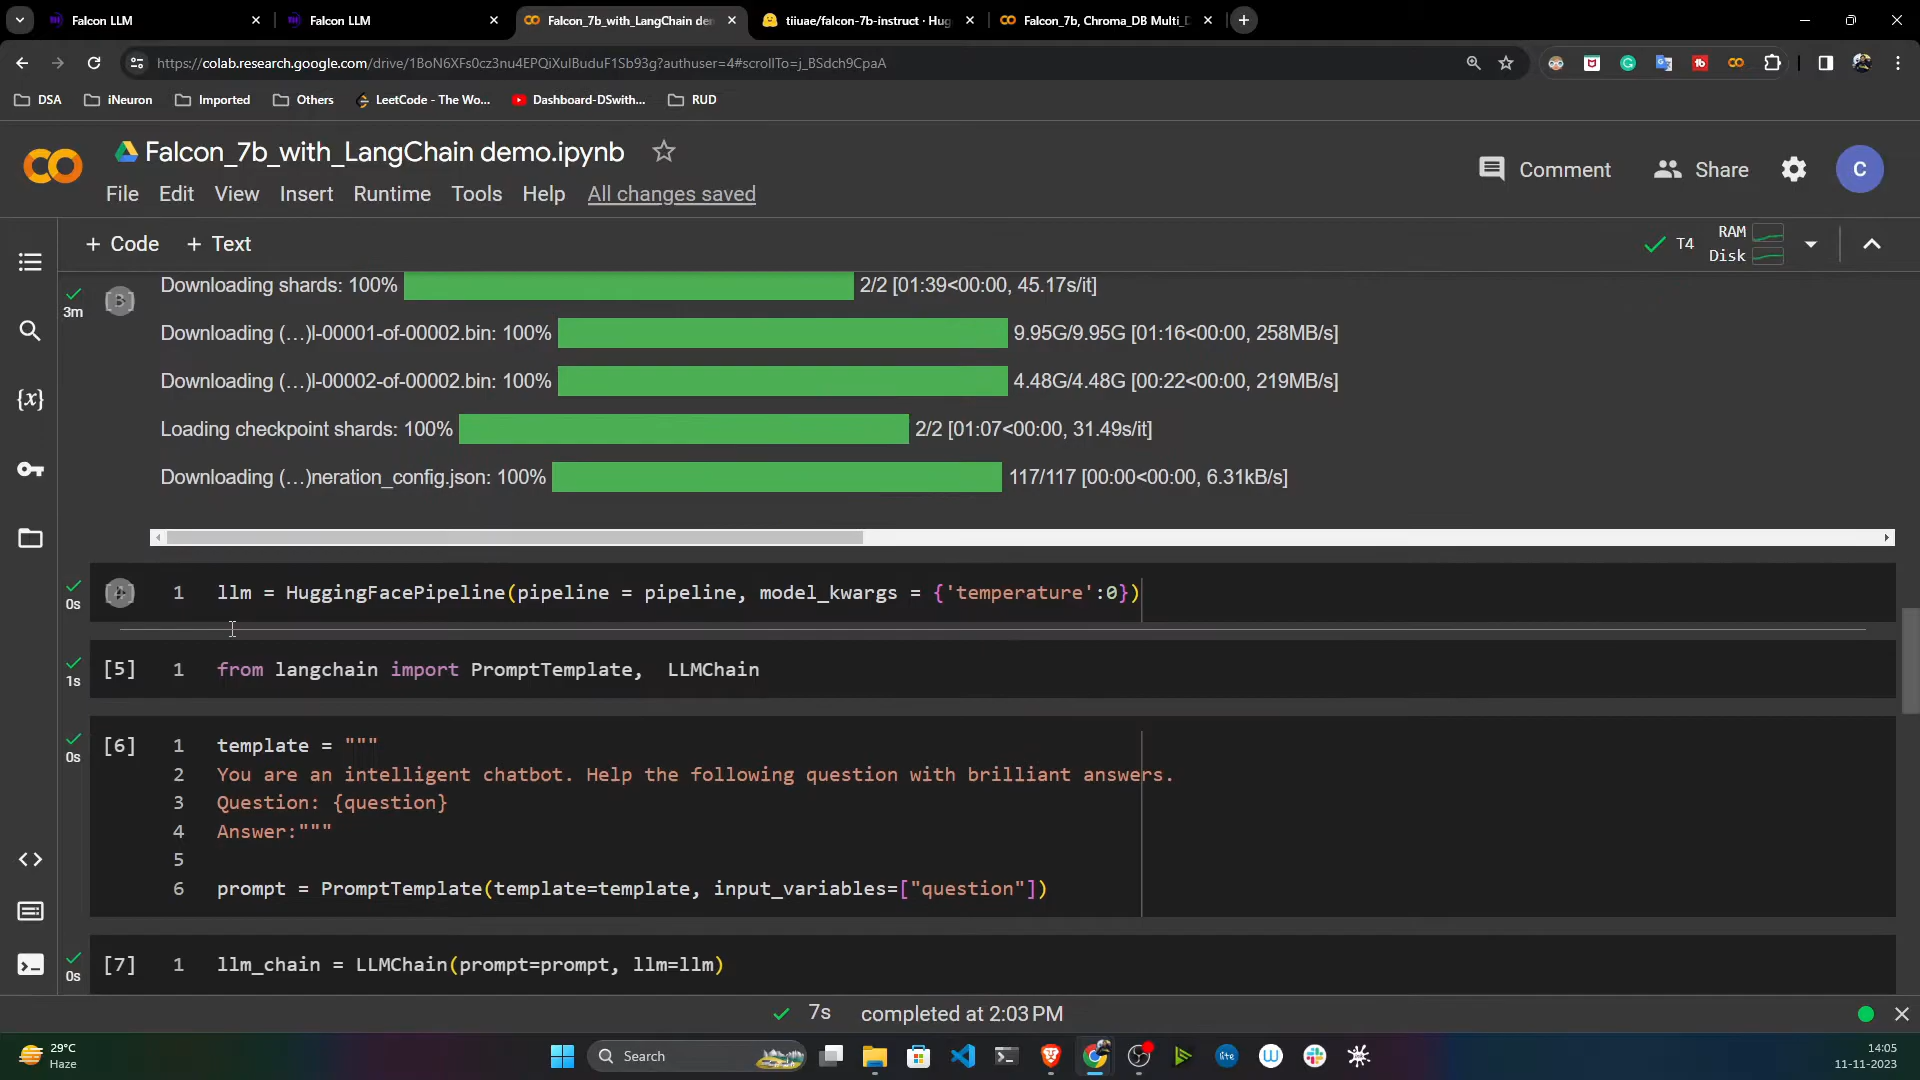 Falcon LLM
Falcon LLM
Falcon_7b_with_LangChain de
tiiuae/falcon-7b-instruct · Hug
Falcon_7b, Chroma_DB Multi_D
https://colab.research.google.com/drive/1BoN6XFs0cz3nu4EPQiXulBuduF1Sb93g?authuser=4#scrollTo=j_BSdch9CpaA
DSA
iNeuron
Imported
Others
LeetCode - The Wo...
Dashboard-DSwith...
RUD
Falcon_7b_with_LangChain demo.ipynb
Comment
Share
C
File Edit View Insert Runtime Tools Help All changes saved
+ Code + Text
T4
RAM
Disk
3m
Downloading shards: 100% 2/2 [01:39<00:00, 45.17s/it]
Downloading (…)l-00001-of-00002.bin: 100% 9.95G/9.95G [01:16<00:00, 258MB/s]
Downloading (…)l-00002-of-00002.bin: 100% 4.48G/4.48G [00:22<00:00, 219MB/s]
Loading checkpoint shards: 100% 2/2 [01:07<00:00, 31.49s/it]
Downloading (…)neration_config.json: 100% 117/117 [00:00<00:00, 6.31kB/s]
0s
1 llm = HuggingFacePipeline(pipeline = pipeline, model_kwargs = {'temperature':0})
1s [5] 1 from langchain import PromptTemplate,  LLMChain
0s [6] 1 template = """
2 You are an intelligent chatbot. Help the following question with brilliant answers.
3 Question: {question}
4 Answer:"""
5
6 prompt = PromptTemplate(template=template, input_variables=["question"])
0s [7] 1 llm_chain = LLMChain(prompt=prompt, llm=llm)
7s completed at 2:03 PM
29°C
Haze
Search
14:05
11-11-2023